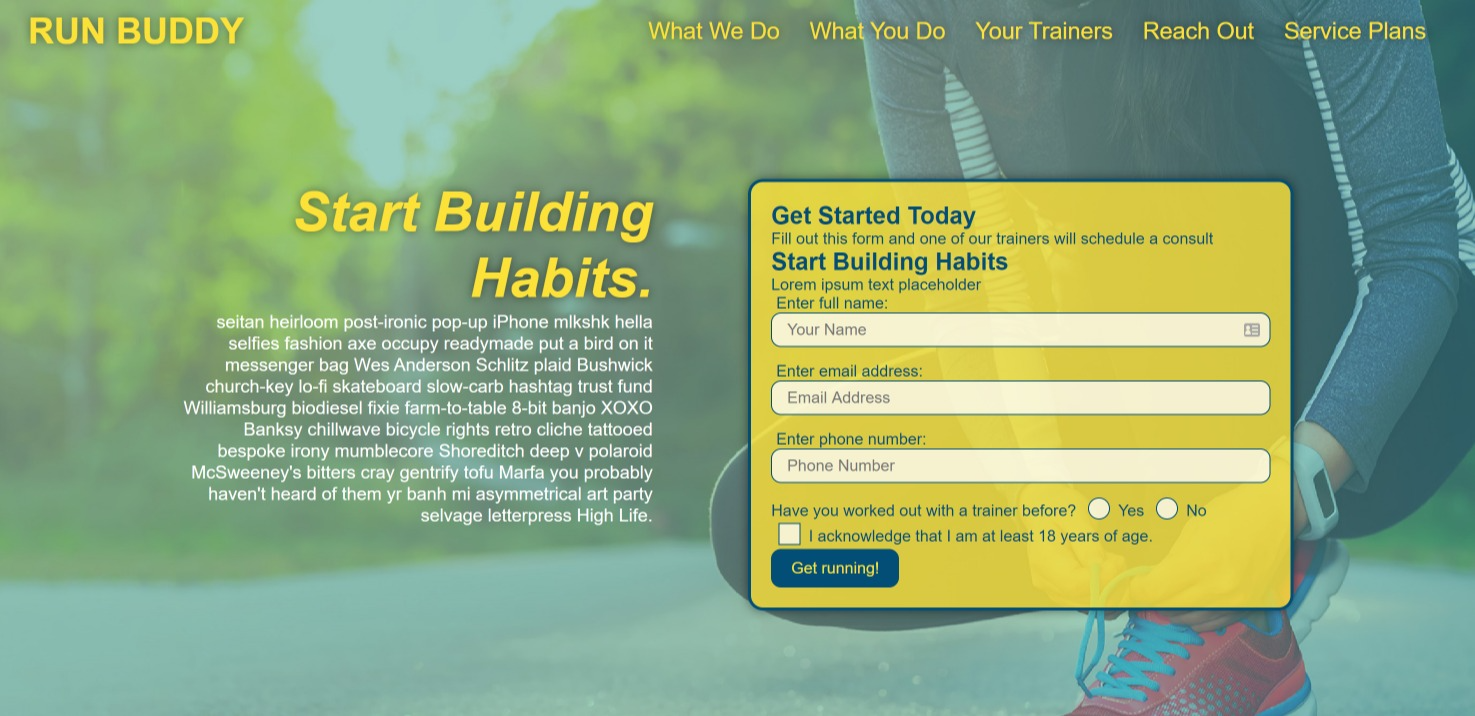 RUN BUDDY
What We Do What You Do Your Trainers Reach Out Service Plans
Start Building
Habits.
seitan heirloom post-ironic pop-up iPhone mlkshk hella
selfies fashion axe occupy readymade put a bird on it
messenger bag Wes Anderson Schlitz plaid Bushwick
church-key lo-fi skateboard slow-carb hashtag trust fund
Williamsburg biodiesel fixie farm-to-table 8-bit banjo XOXO
Banksy chillwave bicycle rights retro cliche tattooed
bespoke irony mumblecore Shoreditch deep v polaroid
McSweeney's bitters cray gentrify tofu Marfa you probably
haven't heard of them yr banh mi asymmetrical art party
selvage letterpress High Life.
Get Started Today
Fill out this form and one of our trainers will schedule a consult
Start Building Habits
Lorem ipsum text placeholder
Enter full name:
Your Name
Enter email address:
Email Address
Enter phone number:
Phone Number
Have you worked out with a trainer before? Yes No
I acknowledge that I am at least 18 years of age.
Get running!